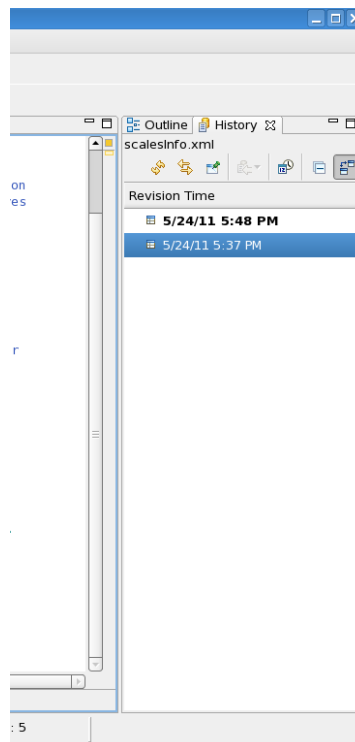 Outline History
scalesInfo.xml
on
es
Revision Time
5/24/11 5:48 PM
5/24/11 5:37 PM
r
: 5